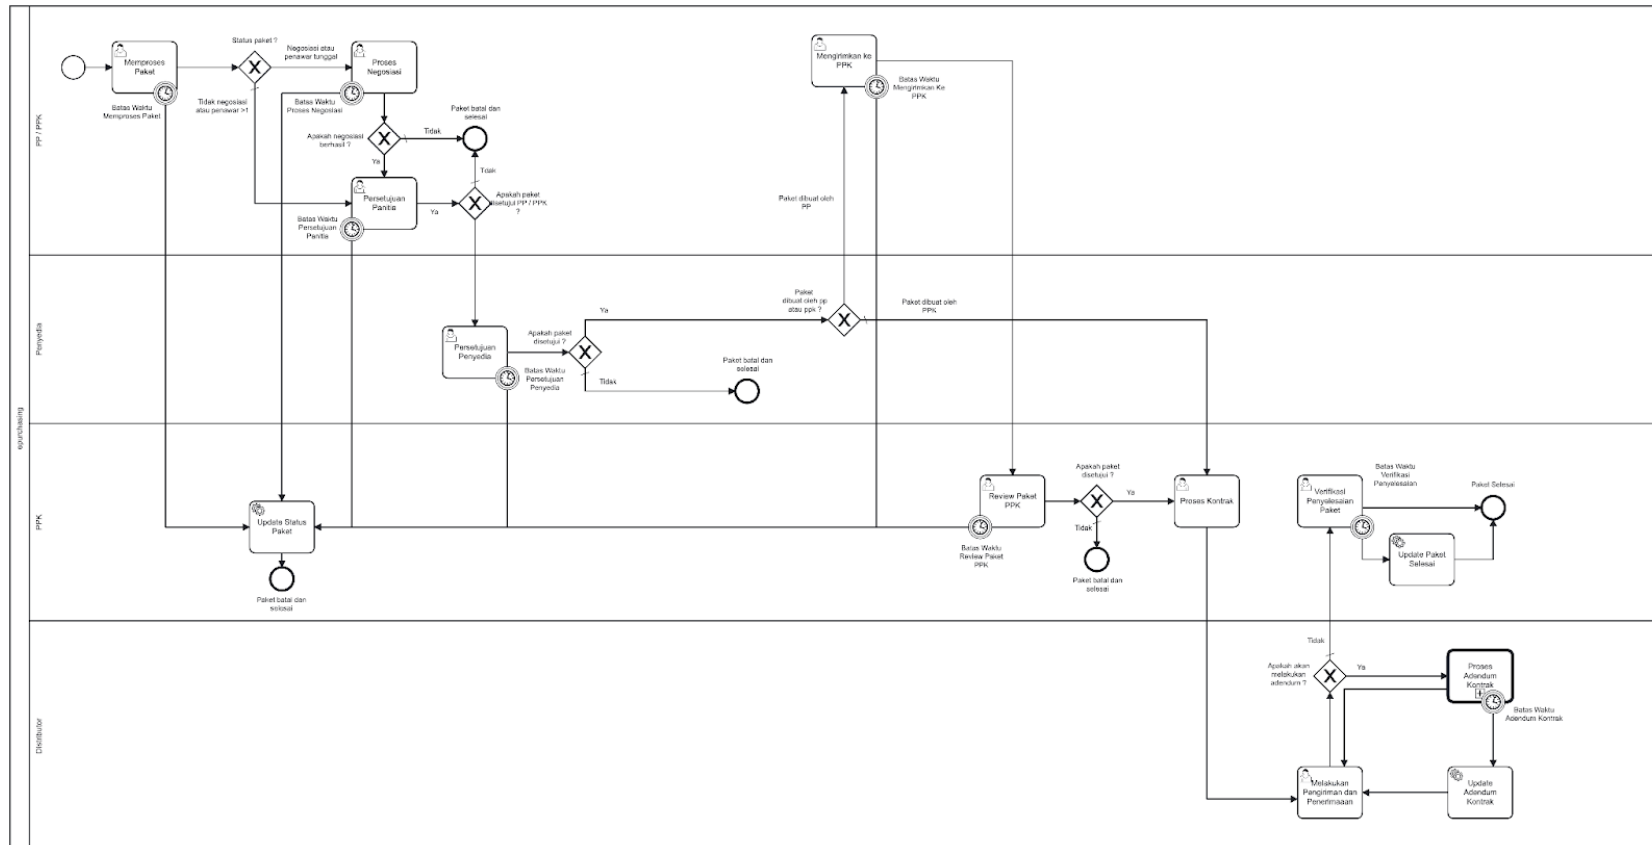 epurchasing
PP / PPK
Memproses
Paket
Batas Waktu
Memproses Paket
Status paket ?
Negosiasi atau
penawar tunggal
Tidak negosiasi
atau penawar >1
Proses
Negosiasi
Batas Waktu
Proses Negosiasi
Apakah negosiasi
berhasil ?
Tidak
Paket batal dan
selesai
Ya
Persetujuan
Panitia
Batas Waktu
Persetujuan
Panitia
Ya
Tidak
Apakah paket
disetujui PP / PPK
?
Mengirimkan ke
PPK
Batas Waktu
Mengirimkan Ke
PPK
Paket dibuat oleh
PP
Penyedia
Persetujuan
Penyedia
Batas Waktu
Persetujuan
Penyedia
Apakah paket
disetujui ?
Ya
Tidak
Paket batal dan
selesai
Paket
dibuat oleh pp
atau ppk ?
Paket dibuat oleh
PPK
PPK
Update Status
Paket
Paket batal dan
selesai
Review Paket
PPK
Batas Waktu
Review Paket
PPK
Apakah paket
disetujui ?
Ya
Tidak
Paket batal dan
selesai
Proses Kontrak
Verifikasi
Penyelesaian
Paket
Batas Waktu
Verifikasi
Penyelesaian
Paket Selesai
Update Paket
Selesai
Distributor
Tidak
Apakah akan
melakukan
adendum ?
Ya
Proses
Adendum
Kontrak
Batas Waktu
Adendum Kontrak
Melakukan
Pengiriman dan
Penerimaaan
Update
Adendum
Kontrak